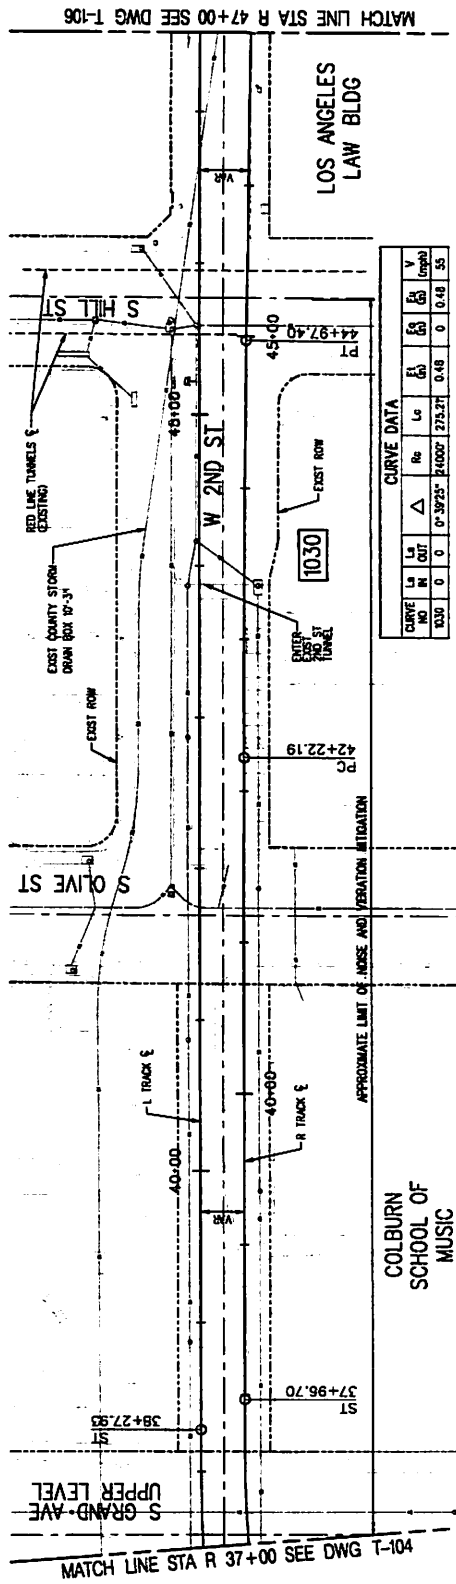 MATCH LINE STA R 47+00 SEE DWG T-106
LOS ANGELES
LAW BLDG
VAR
S HILL ST
RED LINE TUNNELS ℄
(EXISTING)
45+00
45+00
PT
44+97.40
EXIST COUNTY STORM
DRAIN BOX 10'-3"
W 2ND ST
EXIST ROW
1030
ENTER
EXIST
2ND ST
TUNNEL
EXIST ROW
CURVE DATA
CURVE NO
Ls IN
Ls OUT
Δ
Rc
Lc
V (mph)
1030 0 0 0°39'25" 24000' 275.21' 0.48 0 0.48 55
PC
42+22.19
S OLIVE ST
APPROXIMATE LIMIT OF NOISE AND VIBRATION MITIGATION
L TRACK ℄
R TRACK ℄
40+00
40+00
VAR
COLBURN
SCHOOL OF
MUSIC
ST
38+27.93
ST
37+96.70
S GRAND AVE
UPPER LEVEL
MATCH LINE STA R 37+00 SEE DWG T-104